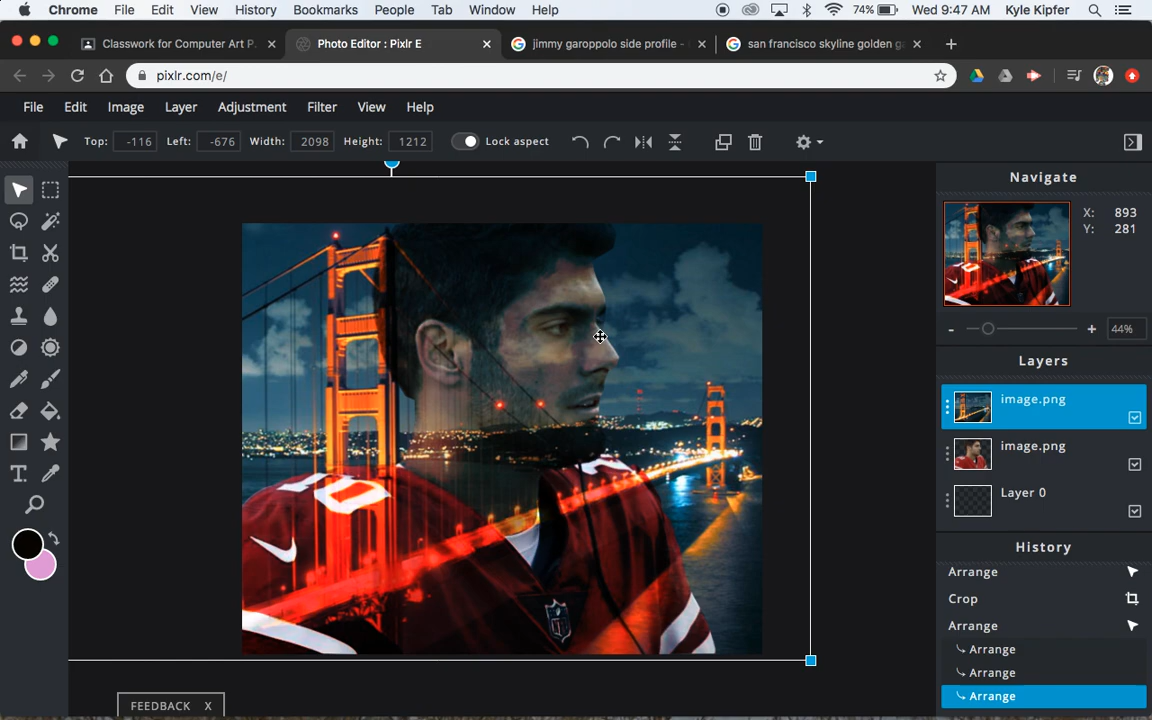 Chrome File Edit View History Bookmarks People Tab Window Help 74% Wed 9:47 AM Kyle Kipfer
Classwork for Computer Art P. Photo Editor : Pixlr E jimmy garoppolo side profile - san francisco skyline golden ga
pixlr.com/e/
File Edit Image Layer Adjustment Filter View Help
Top: -116 Left: -676 Width: 2098 Height: 1212 Lock aspect
Navigate
X: 893
Y: 281
44%
Layers
image.png
image.png
Layer 0
History
Arrange
Crop
Arrange
Arrange
Arrange
Arrange
10
NFL
T
FEEDBACK X